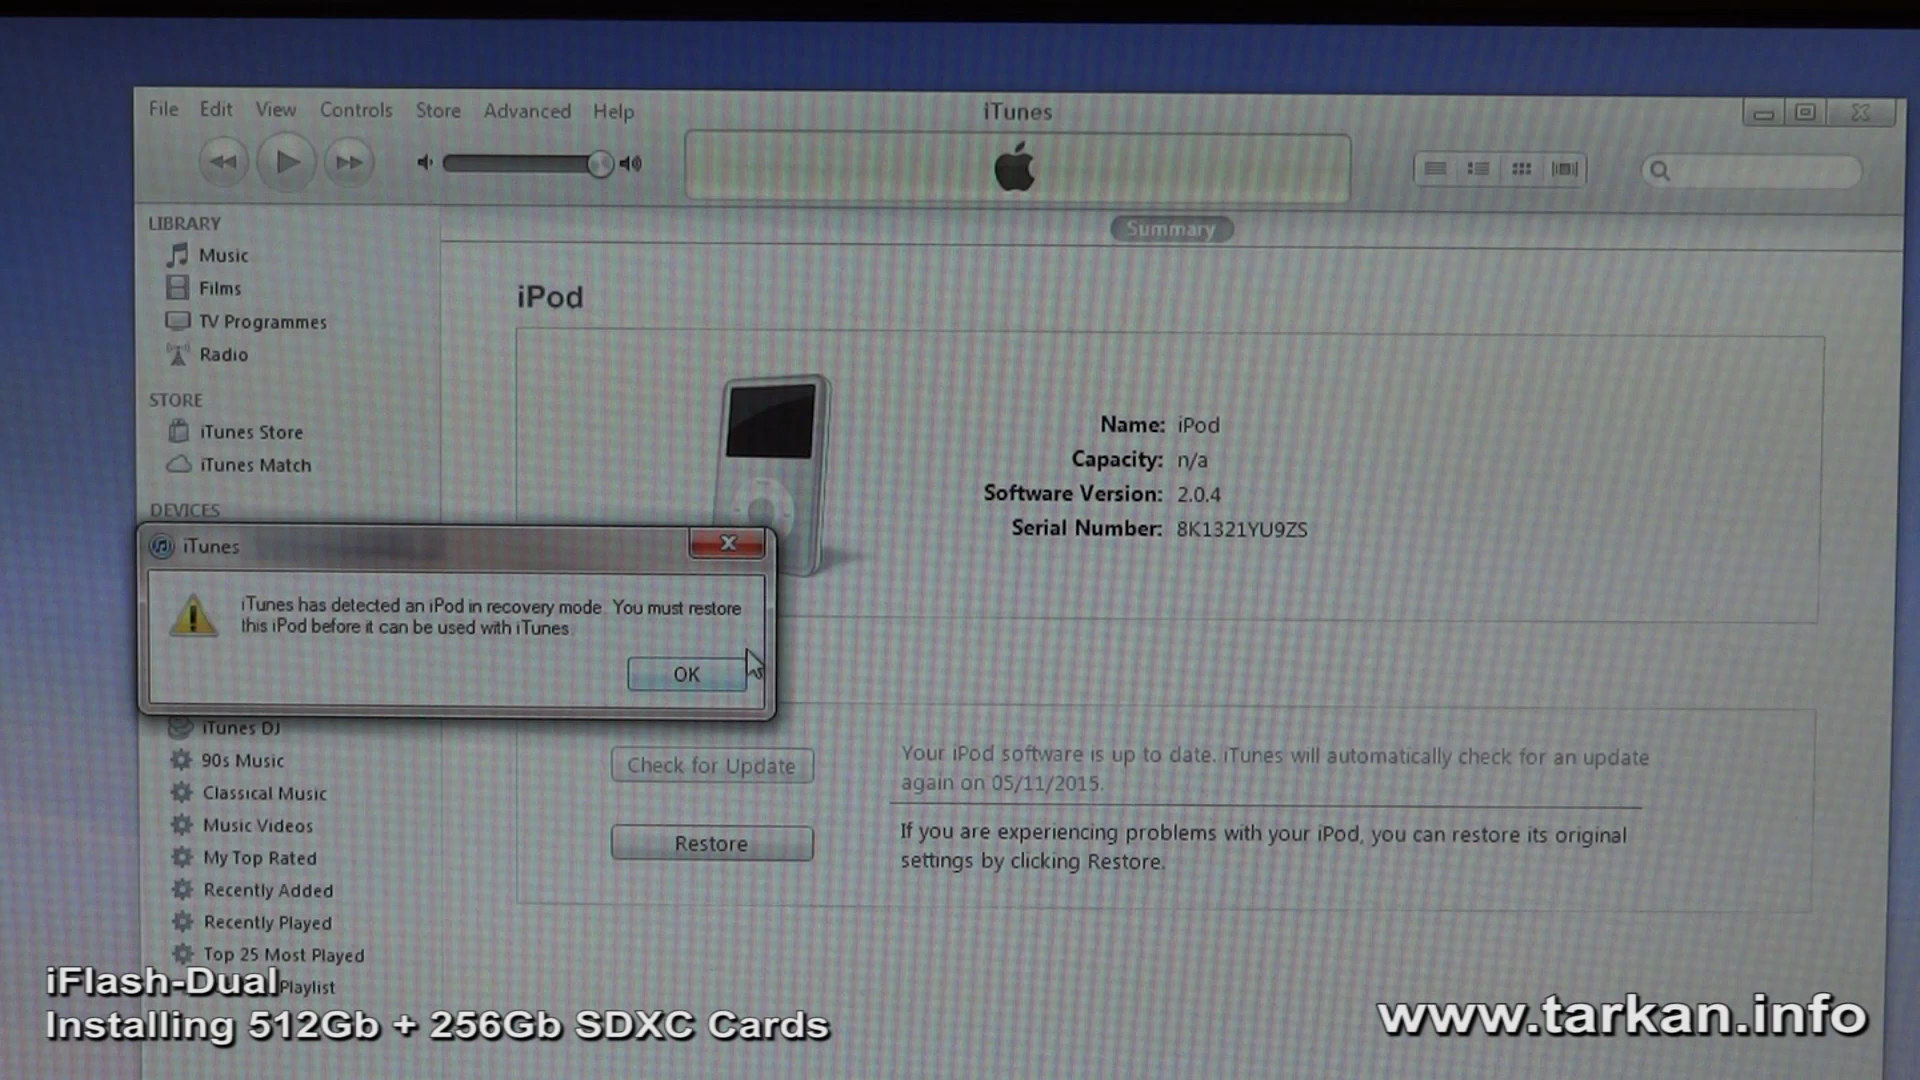 File Edit View Controls Store Advanced Help
iTunes
LIBRARY
Music
Films
TV Programmes
Radio
STORE
iTunes Store
iTunes Match
DEVICES
Summary
iPod
Name: iPod
Capacity: n/a
Software Version: 2.0.4
Serial Number: 8K1321YU9ZS
iTunes
iTunes has detected an iPod in recovery mode. You must restore
this iPod before it can be used with iTunes.
OK
iTunes DJ
90s Music
Classical Music
Music Videos
My Top Rated
Recently Added
Recently Played
Top 25 Most Played
Playlist
Check for Update
Your iPod software is up to date. iTunes will automatically check for an update
again on 05/11/2015.
Restore
If you are experiencing problems with your iPod, you can restore its original
settings by clicking Restore.
iFlash-Dual
Installing 512Gb + 256Gb SDXC Cards
www.tarkan.info